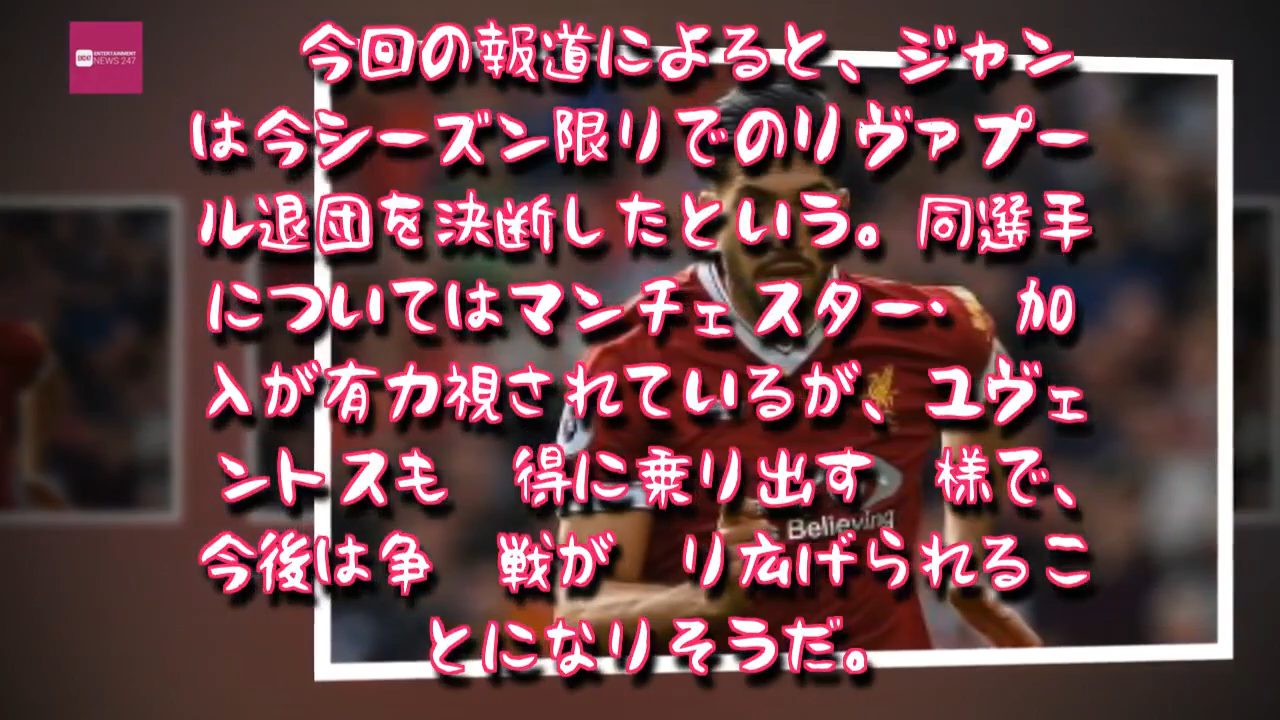 ENTERTAINMENT
NEWS 247
今回の報道によると、ジャン
は今シーズン限りでのリヴァプー
ル退団を決断したという。同選手
についてはマンチェスター・ 加
入が有力視されているが、ユヴェ
ントスも 得に乗り出す 様で、
今後は争 戦が り広げられるこ
とになりそうだ。
Believing